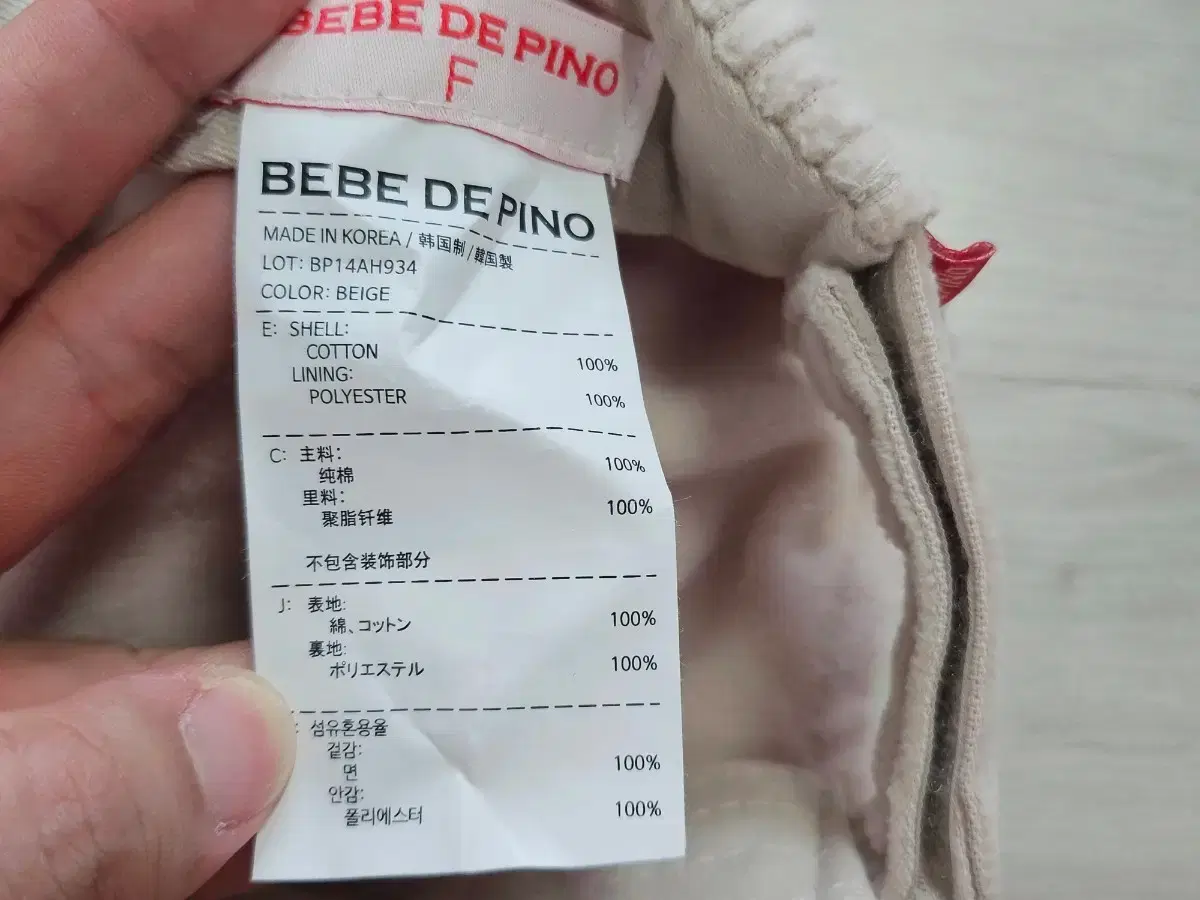 BEBE DE PINO
F
BEBE DE PINO
MADE IN KOREA / 韩国制 / 韓国製
LOT: BP14AH934
COLOR: BEIGE
E: SHELL:
COTTON 100%
LINING:
POLYESTER 100%
C: 主料:
纯棉 100%
里料:
聚脂钎维 100%
不包含装饰部分
J: 表地:
綿、コットン 100%
裏地:
ポリエステル 100%
: 섬유혼용율
겉감:
면 100%
안감:
폴리에스터 100%